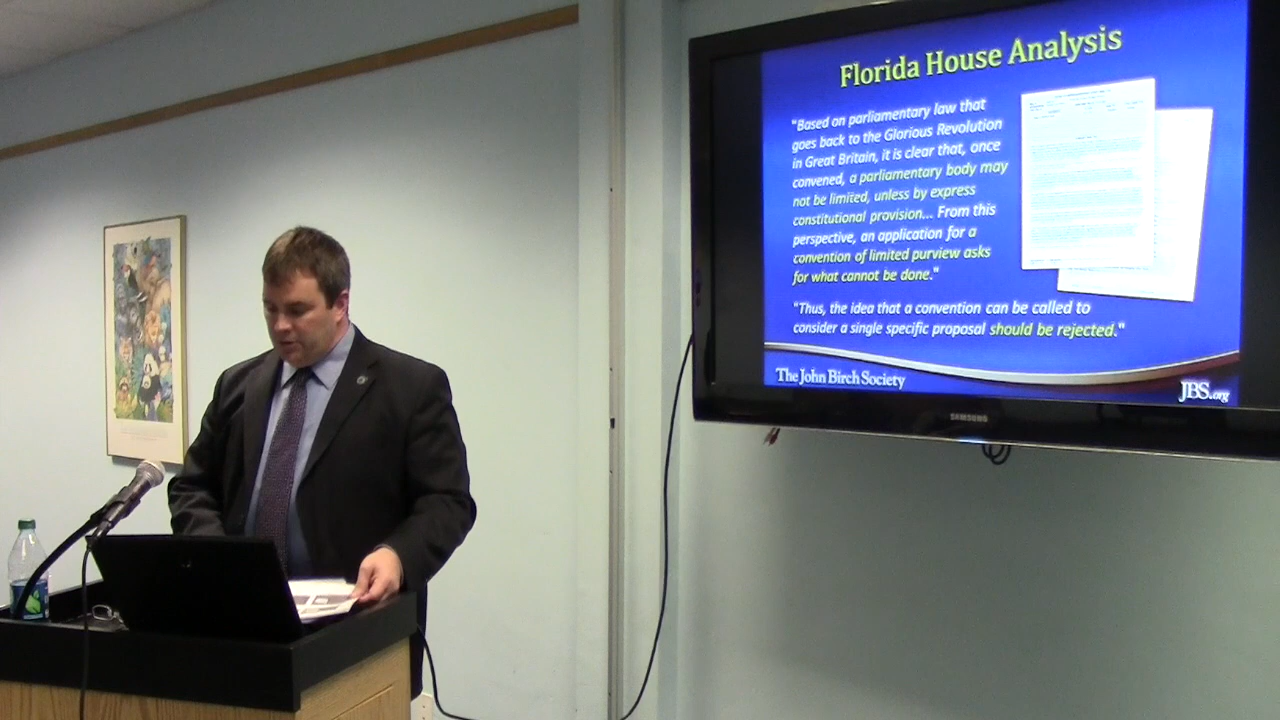 Florida House Analysis
"Based on parliamentary law that
goes back to the Glorious Revolution
in Great Britain, it is clear that, once
convened, a parliamentary body may
not be limited, unless by express
constitutional provision... From this
perspective, an application for a
convention of limited purview asks
for what cannot be done."
"Thus, the idea that a convention can be called to
consider a single specific proposal should be rejected."
The John Birch Society
JBS.org
SAMSUNG